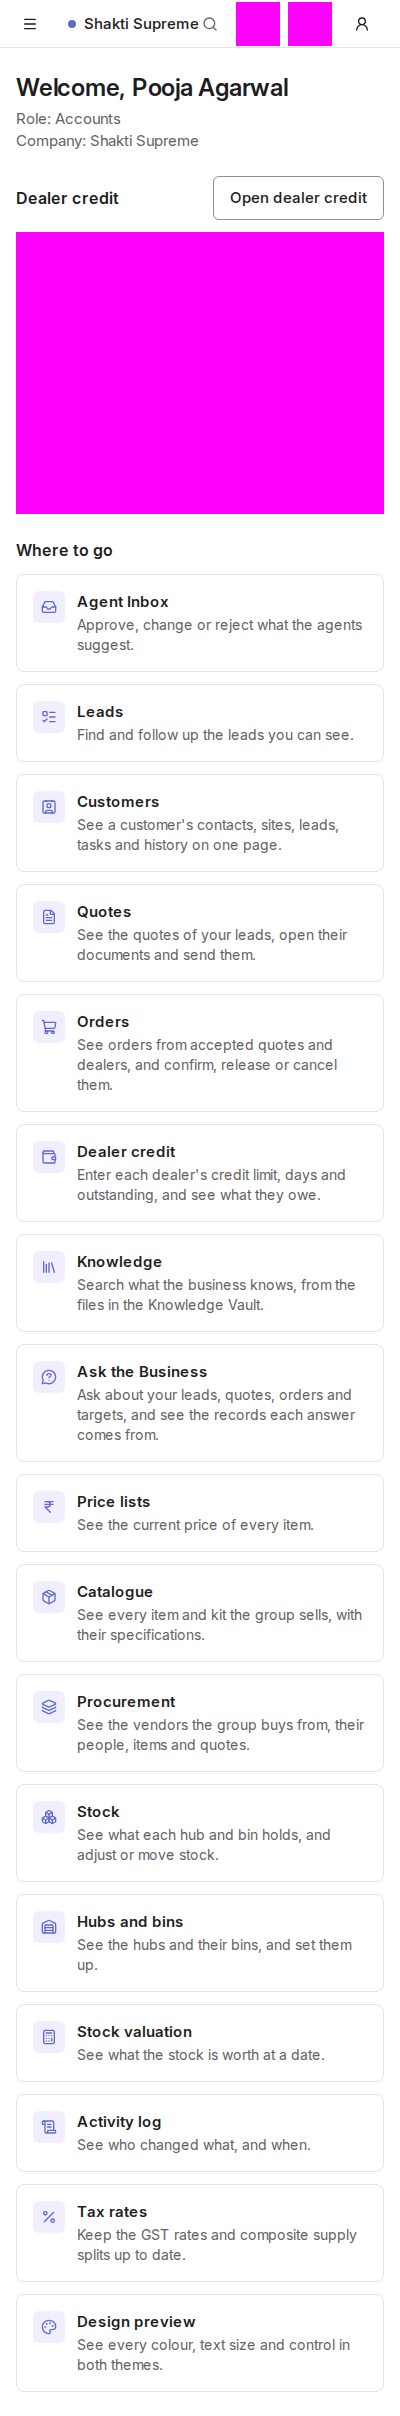 Shakti Supreme
Welcome, Pooja Agarwal
Role: Accounts
Company: Shakti Supreme
Dealer credit
Open dealer credit
Where to go
Agent Inbox
Approve, change or reject what the agents
suggest.
Leads
Find and follow up the leads you can see.
Customers
See a customer's contacts, sites, leads,
tasks and history on one page.
Quotes
See the quotes of your leads, open their
documents and send them.
Orders
See orders from accepted quotes and
dealers, and confirm, release or cancel
them.
Dealer credit
Enter each dealer's credit limit, days and
outstanding, and see what they owe.
Knowledge
Search what the business knows, from the
files in the Knowledge Vault.
Ask the Business
Ask about your leads, quotes, orders and
targets, and see the records each answer
comes from.
Price lists
See the current price of every item.
Catalogue
See every item and kit the group sells, with
their specifications.
Procurement
See the vendors the group buys from, their
people, items and quotes.
Stock
See what each hub and bin holds, and
adjust or move stock.
Hubs and bins
See the hubs and their bins, and set them
up.
Stock valuation
See what the stock is worth at a date.
Activity log
See who changed what, and when.
Tax rates
Keep the GST rates and composite supply
splits up to date.
Design preview
See every colour, text size and control in
both themes.